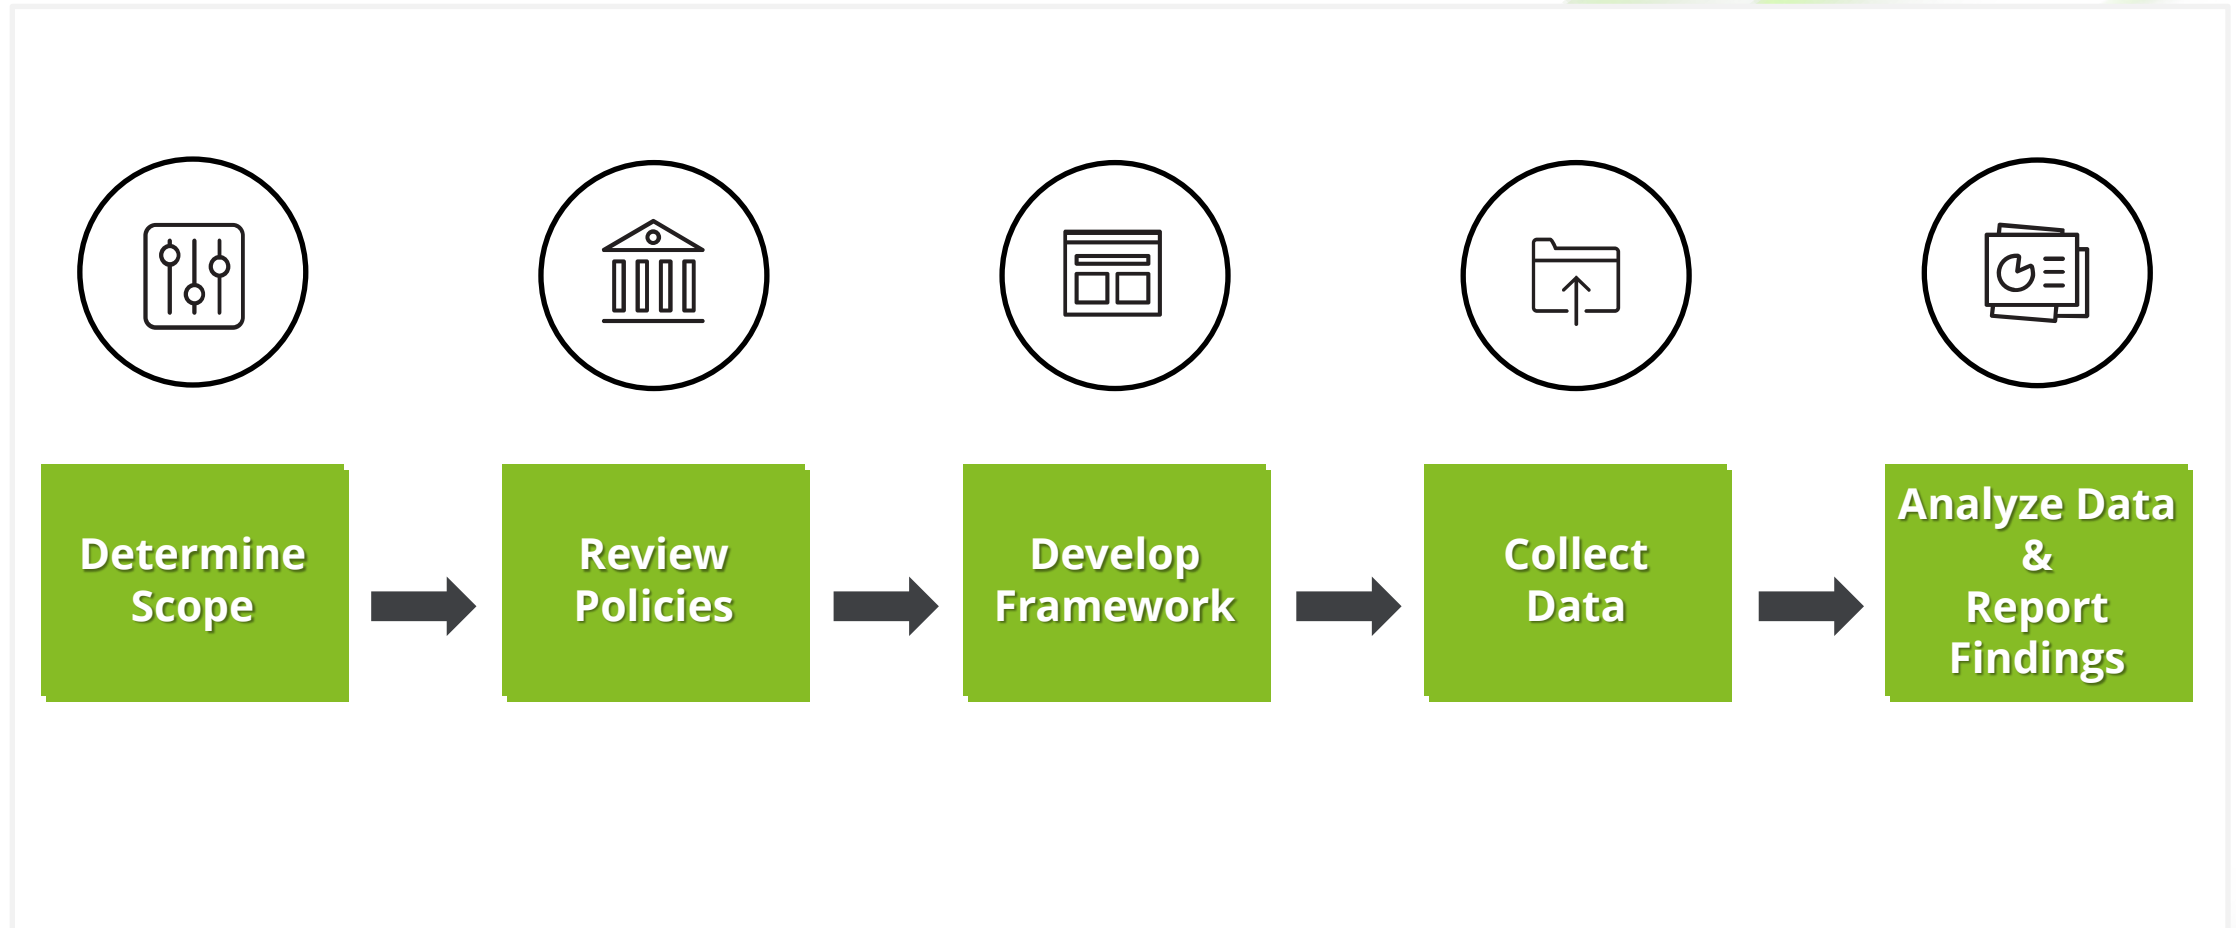 Determine
Scope
Review
Policies
Develop
Framework
Collect
Data
Analyze Data
&
Report
Findings